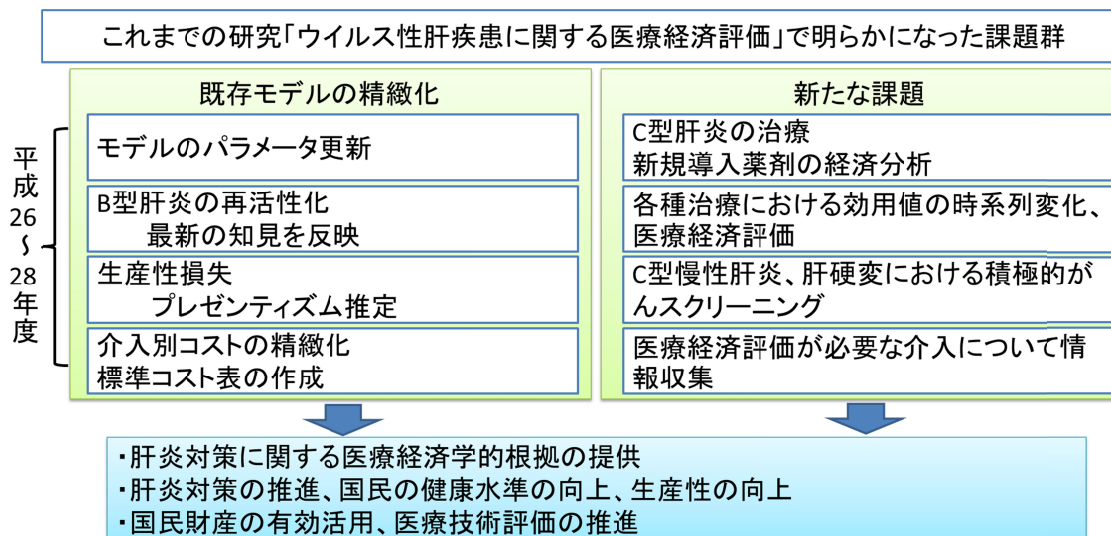 これまでの研究「ウイルス性肝疾患に関する医療経済評価」で明らかになった課題群
平成
26
~
28
年度
既存モデルの精緻化
モデルのパラメータ更新
B型肝炎の再活性化
最新の知見を反映
生産性損失
プレゼンティズム推定
介入別コストの精緻化
標準コスト表の作成
新たな課題
C型肝炎の治療
新規導入薬剤の経済分析
各種治療における効用値の時系列変化、
医療経済評価
C型慢性肝炎、肝硬変における積極的が
んスクリーニング
医療経済評価が必要な介入について情
報収集
・肝炎対策に関する医療経済学的根拠の提供
・肝炎対策の推進、国民の健康水準の向上、生産性の向上
・国民財産の有効活用、医療技術評価の推進